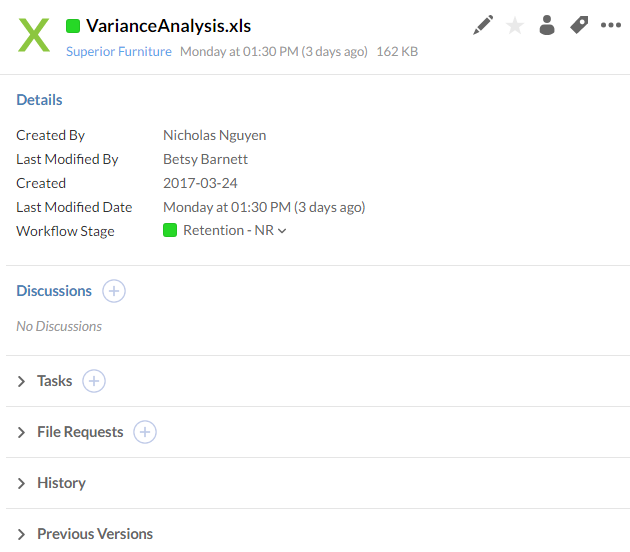 VarianceAnalysis.xls
Superior Furniture Monday at 01:30 PM (3 days ago) 162 KB
Details
Created By Nicholas Nguyen
Last Modified By Betsy Barnett
Created 2017-03-24
Last Modified Date Monday at 01:30 PM (3 days ago)
Workflow Stage Retention - NR
Discussions
No Discussions
Tasks
File Requests
History
Previous Versions